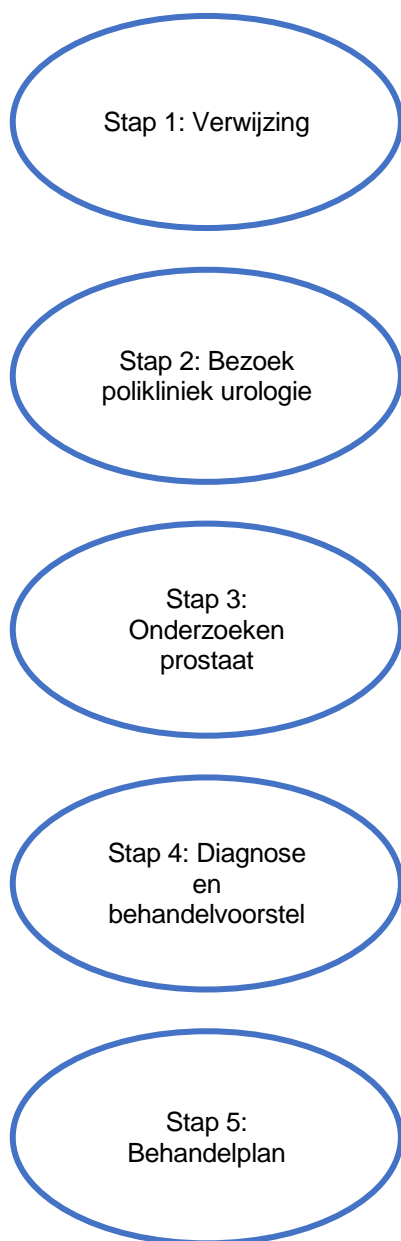 Stap 1: Verwijzing
Stap 2: Bezoek
polikliniek urologie
Stap 3:
Onderzoeken
prostaat
Stap 4: Diagnose
en
behandelvoorstel
Stap 5:
Behandelplan